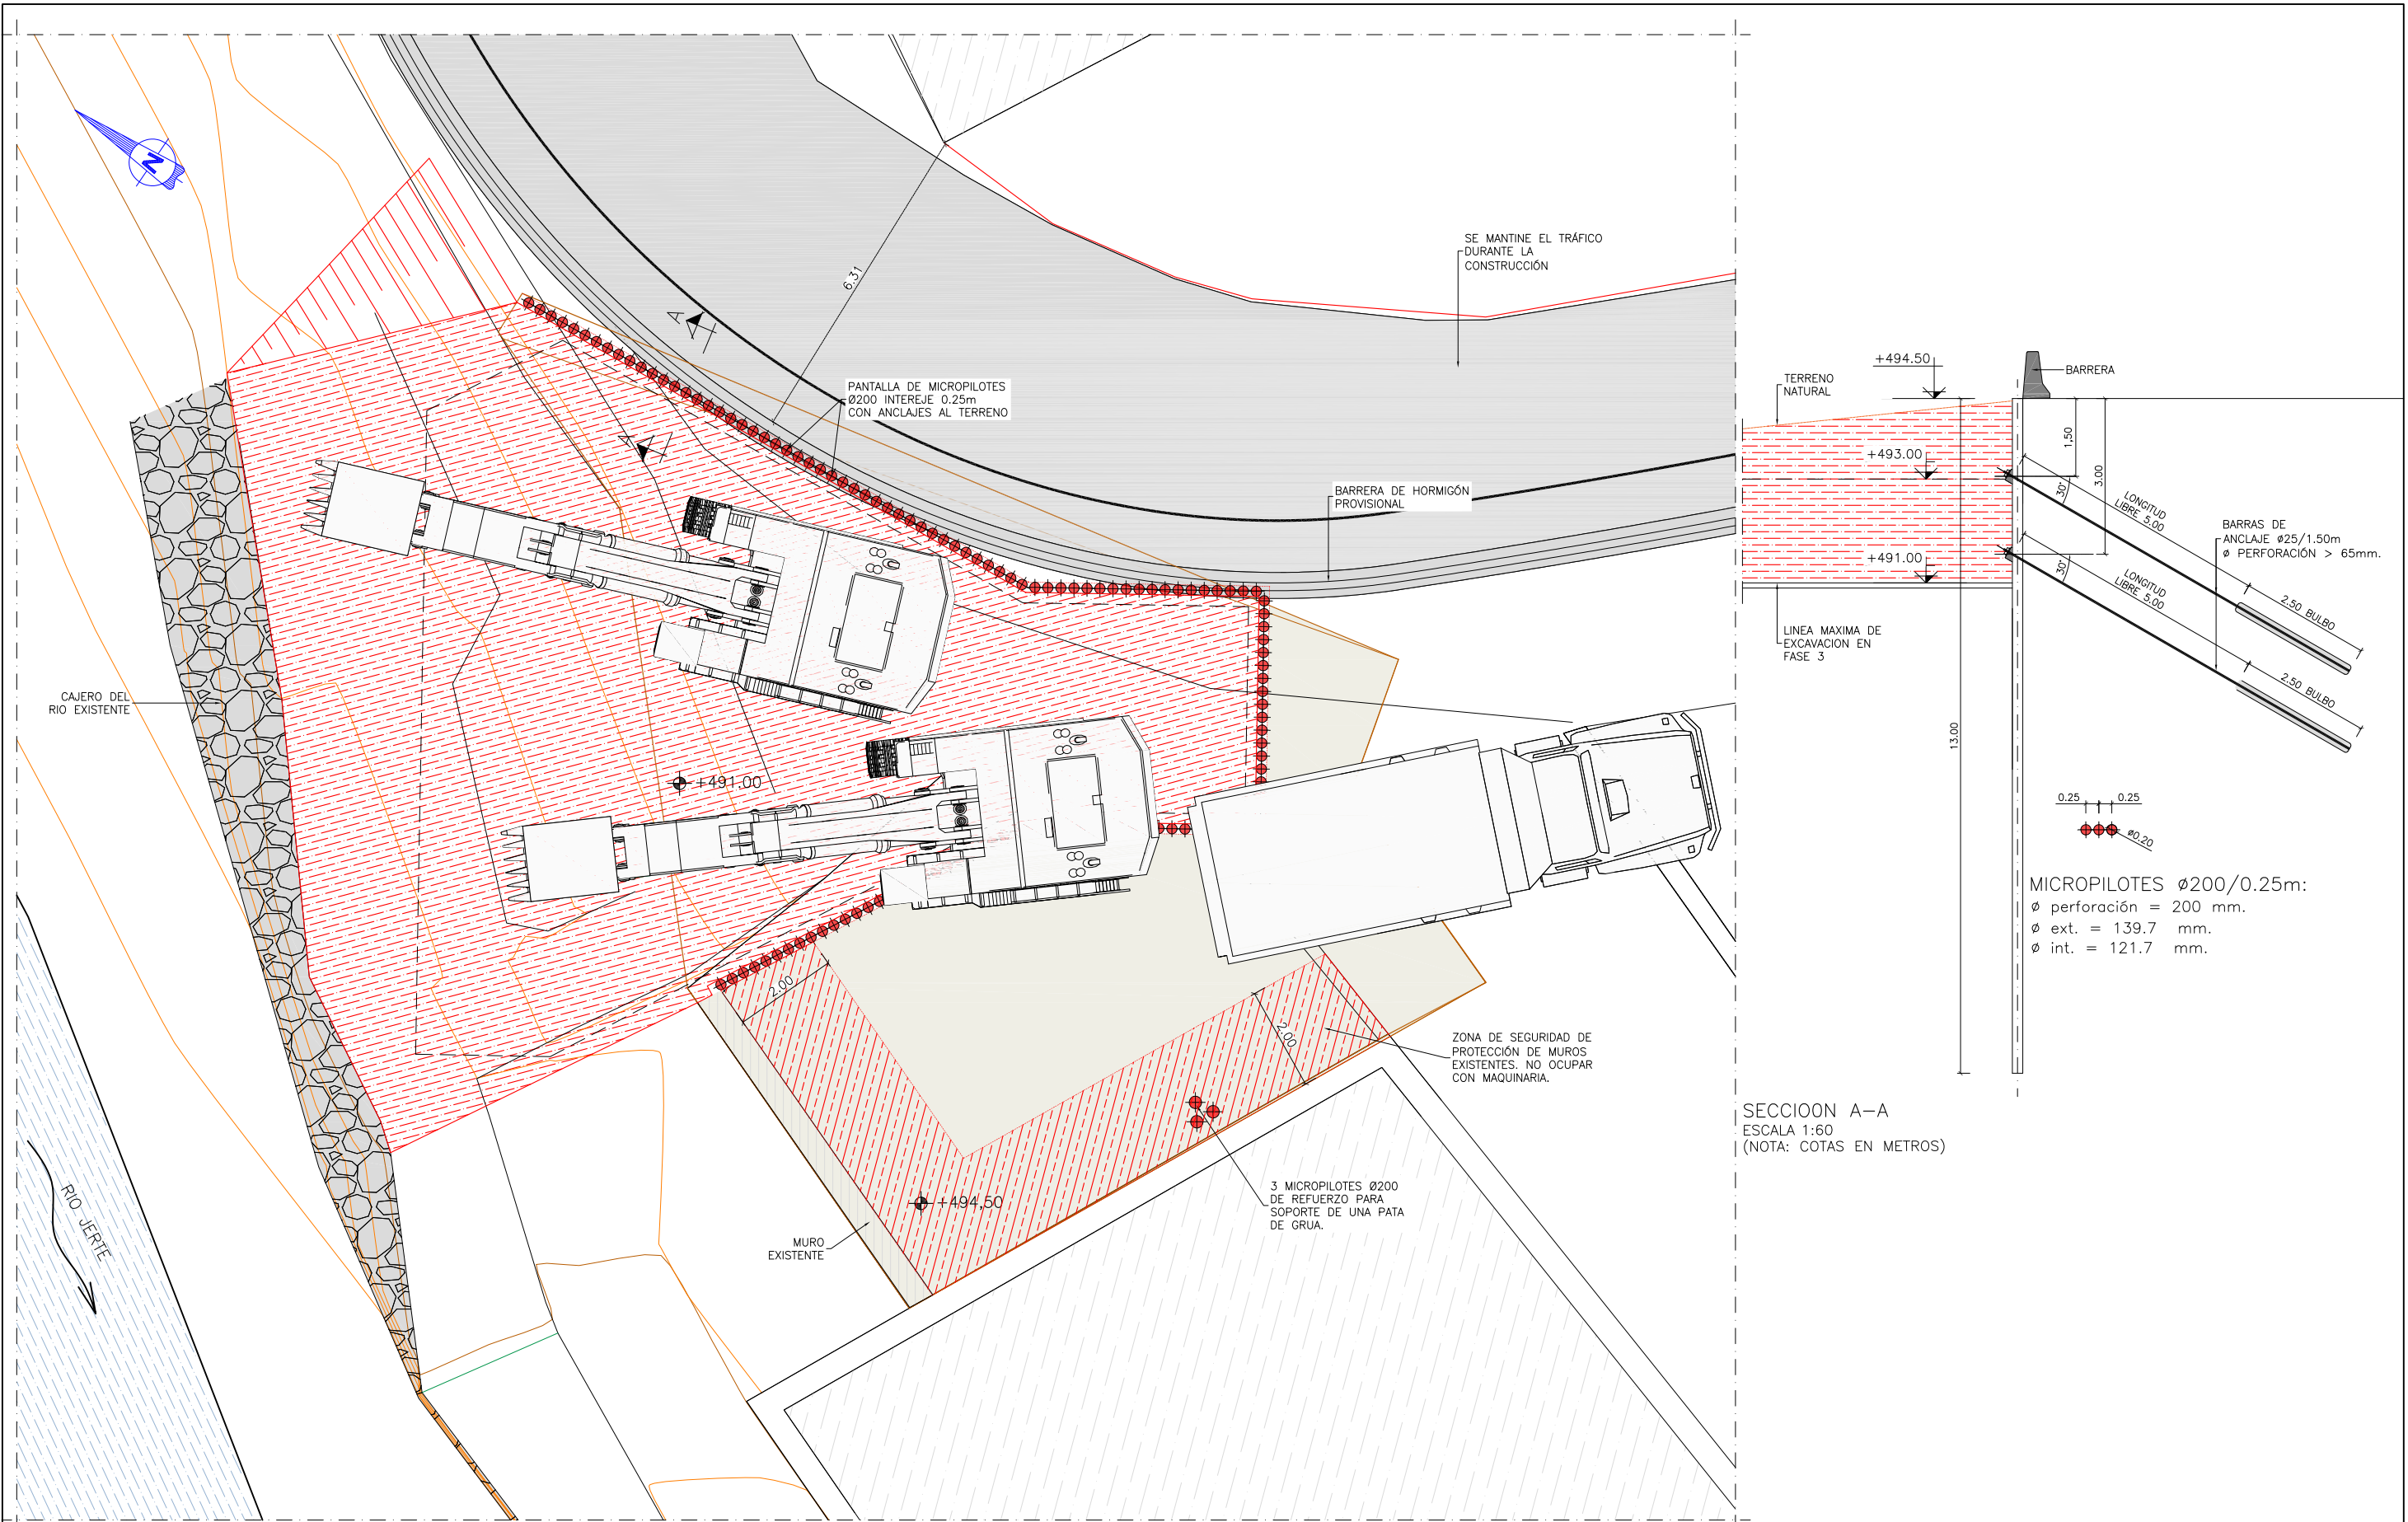 N
SE MANTINE EL TRÁFICO
DURANTE LA
CONSTRUCCIÓN
6.31
A
A
PANTALLA DE MICROPILOTES
Ø200 INTEREJE 0.25m
CON ANCLAJES AL TERRENO
BARRERA DE HORMIGÓN
PROVISIONAL
CAJERO DEL
RIO EXISTENTE
+491.00
2.00
2.00
ZONA DE SEGURIDAD DE
PROTECCIÓN DE MUROS
EXISTENTES. NO OCUPAR
CON MAQUINARIA.
3 MICROPILOTES Ø200
DE REFUERZO PARA
SOPORTE DE UNA PATA
DE GRUA.
+494,50
MURO
EXISTENTE
RIO JERTE
+494.50
BARRERA
TERRENO
NATURAL
1,50
3.00
+493.00
30°
LONGITUD
LIBRE 5.00
BARRAS DE
ANCLAJE Ø25/1.50m
Ø PERFORACIÓN > 65mm.
+491.00
30°
LONGITUD
LIBRE 5.00
2.50 BULBO
2.50 BULBO
LINEA MAXIMA DE
EXCAVACION EN
FASE 3
13.00
0.25
0.25
Ø0.20
MICROPILOTES Ø200/0.25m:
Ø perforación = 200 mm.
Ø ext. = 139.7 mm.
Ø int. = 121.7 mm.
SECCIOON A-A
ESCALA 1:60
(NOTA: COTAS EN METROS)